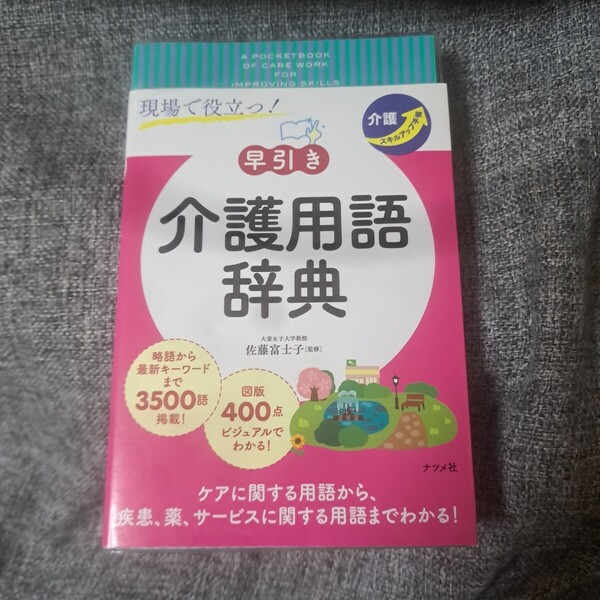 A POCKETBOOK
OF CARE WORK
FOR
IMPROVING SKILLS
現場で役立つ!
介護
スキルアップ手帳
早引き
介護用語
辞典
大妻女子大学教授
佐藤富士子[監修]
略語から
最新キーワード
まで
3500語
掲載!
図版
400点
ビジュアルで
わかる!
ナツメ社
ケアに関する用語から、
疾患、薬、サービスに関する用語までわかる!